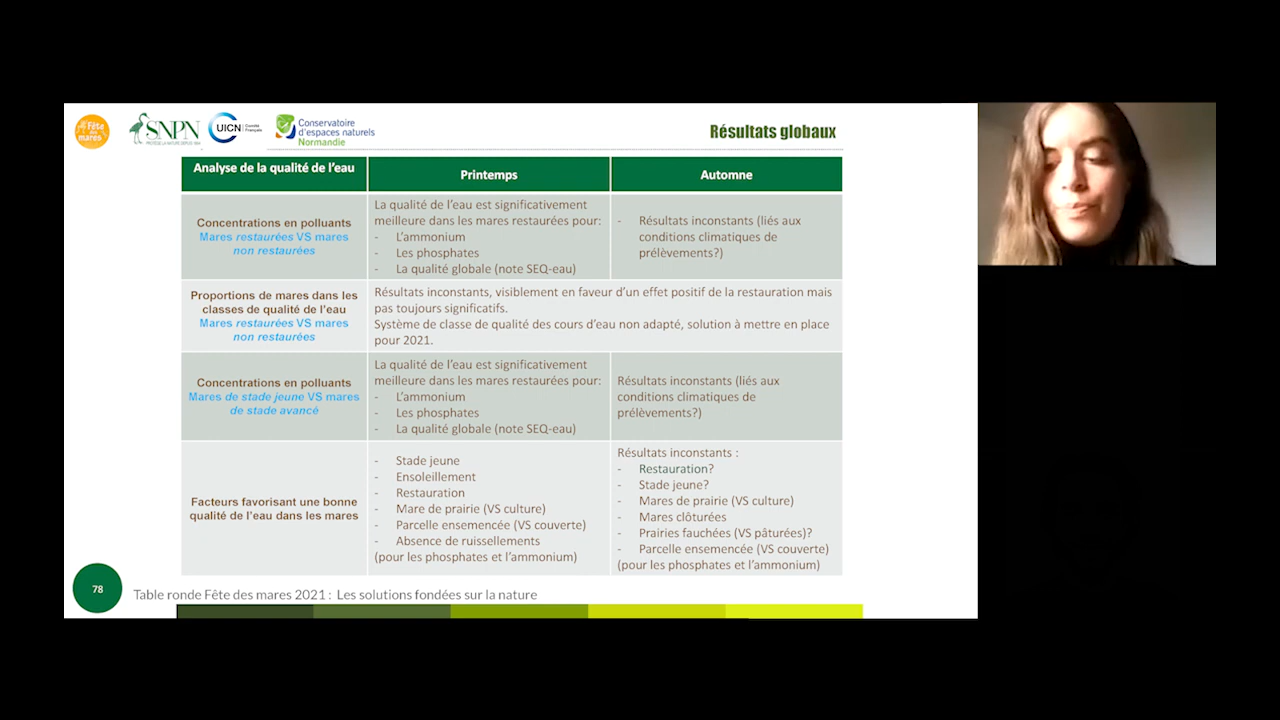 Fête des mares
SNPN
PROTÉGE LA NATURE DEPUIS 1854
UICN
Comité
Français
Conservatoire
d'espaces naturels
Normandie
Résultats globaux
Analyse de la qualité de l'eau
Printemps
Automne
Concentrations en polluants
Mares restaurées VS mares
non restaurées
La qualité de l'eau est significativement
meilleure dans les mares restaurées pour:
- L'ammonium
- Les phosphates
- La qualité globale (note SEQ-eau)
- Résultats inconstants (liés aux
conditions climatiques de
prélèvements?)
Proportions de mares dans les
classes de qualité de l'eau
Mares restaurées VS mares
non restaurées
Résultats inconstants, visiblement en faveur d'un effet positif de la restauration mais
pas toujours significatifs.
Système de classe de qualité des cours d'eau non adapté, solution à mettre en place
pour 2021.
Concentrations en polluants
Mares de stade jeune VS mares
de stade avancé
La qualité de l'eau est significativement
meilleure dans les mares restaurées pour:
- L'ammonium
- Les phosphates
- La qualité globale (note SEQ-eau)
Résultats inconstants (liés aux
conditions climatiques de
prélèvements?)
Facteurs favorisant une bonne
qualité de l'eau dans les mares
- Stade jeune
- Ensoleillement
- Restauration
- Mare de prairie (VS culture)
- Parcelle ensemencée (VS couverte)
- Absence de ruissellements
(pour les phosphates et l'ammonium)
Résultats inconstants :
- Restauration?
- Stade jeune?
- Mares de prairie (VS culture)
- Mares clôturées
- Prairies fauchées (VS pâturées)?
- Parcelle ensemencée (VS couverte)
(pour les phosphates et l'ammonium)
78
Table ronde Fête des mares 2021 : Les solutions fondées sur la nature